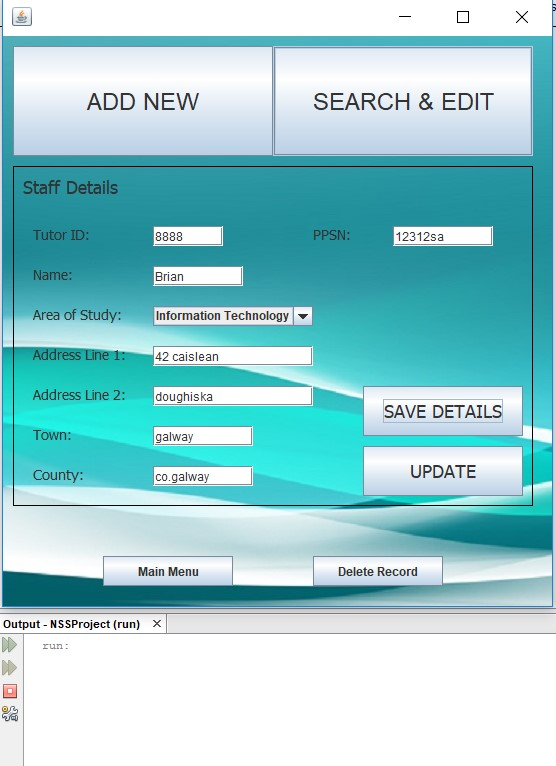 ADD NEW SEARCH & EDIT
Staff Details
Tutor ID: 8888 PPSN: 12312sa
Name: Brian
Area of Study: Information Technology
Address Line 1: 42 caislean
Address Line 2: doughiska
SAVE DETAILS
Town: galway
UPDATE
County: co.galway
Main Menu Delete Record
Output - NSSProject (run)
run: